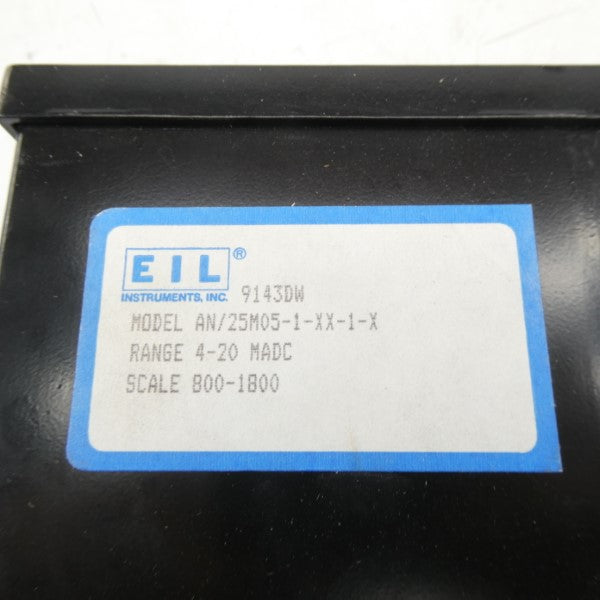 EIL®
INSTRUMENTS, INC. 9143DW
MODEL AN/25M05-1-XX-1-X
RANGE 4-20 MADC
SCALE 800-1800